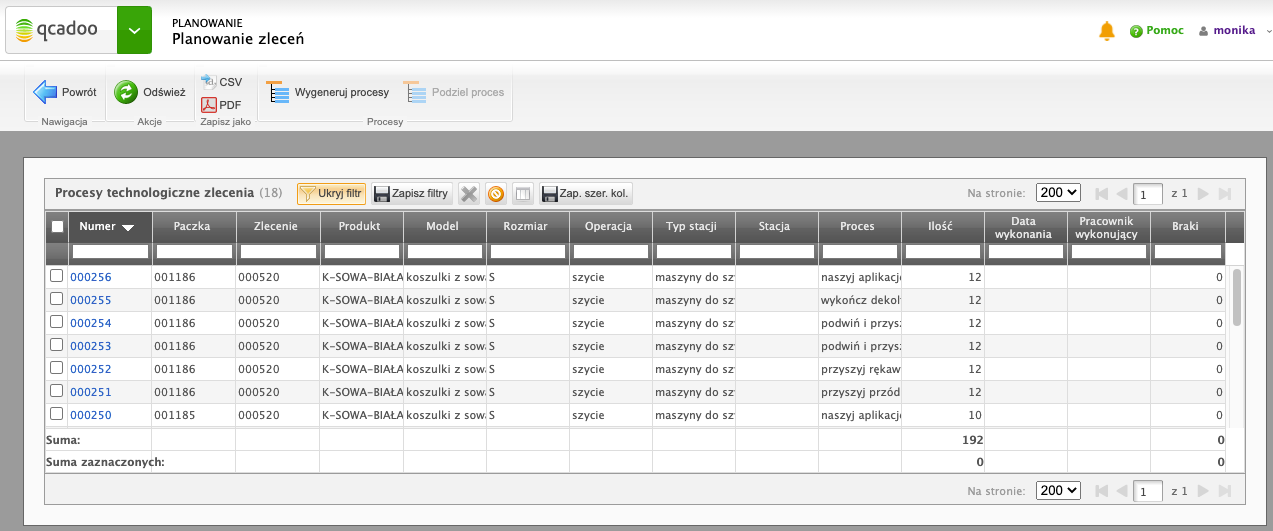 qcadoo
PLANOWANIE
Planowanie zleceń
Pomoc
monika
Powrót
Nawigacja
Odśwież
Akcje
CSV
PDF
Zapisz jako
Wygeneruj procesy
Podziel proces
Procesy
Procesy technologiczne zlecenia (18) Ukryj filtr Zapisz filtry Zap. szer. kol. Na stronie: 200 1 z 1
Numer Paczka Zlecenie Produkt Model Rozmiar Operacja Typ stacji Stacja Proces Ilość Data wykonania Pracownik wykonujący Braki
000256 001186 000520 K-SOWA-BIAŁA koszulki z sowa S szycie maszyny do sz naszyj aplikacj 12 0
000255 001186 000520 K-SOWA-BIAŁA koszulki z sowa S szycie maszyny do sz wykończ dekol 12 0
000254 001186 000520 K-SOWA-BIAŁA koszulki z sowa S szycie maszyny do sz podwiń i przysz 12 0
000253 001186 000520 K-SOWA-BIAŁA koszulki z sowa S szycie maszyny do sz podwiń i przysz 12 0
000252 001186 000520 K-SOWA-BIAŁA koszulki z sowa S szycie maszyny do sz przyszyj rękaw 12 0
000251 001186 000520 K-SOWA-BIAŁA koszulki z sowa S szycie maszyny do sz przyszyj przód 12 0
000250 001185 000520 K-SOWA-BIAŁA koszulki z sowa S szycie maszyny do sz naszyj aplikacj 10 0
Suma: 192 0
Suma zaznaczonych: 0 0
Na stronie: 200 1 z 1